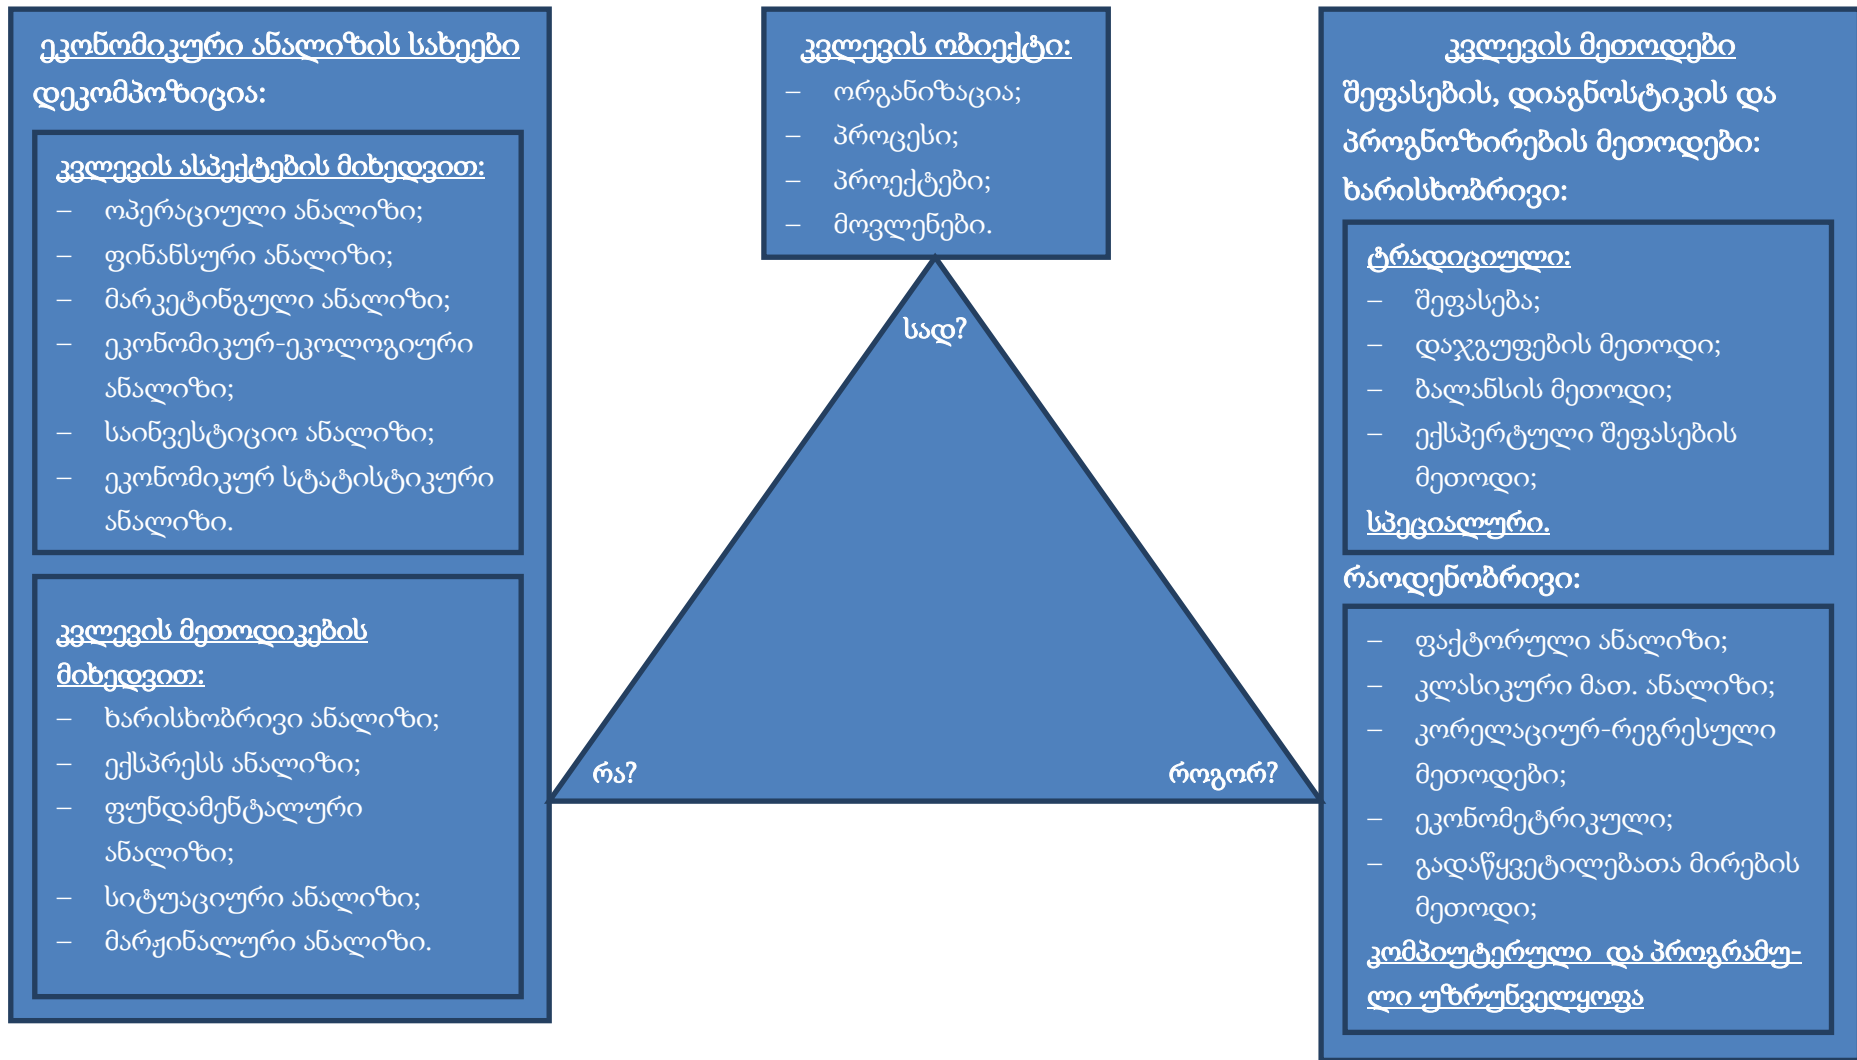 ეკონომიკური ანალიზის სახეები
დეკომპოზიცია:
კვლევის ასპექტების მიხედვით:
– ოპერაციული ანალიზი;
– ფინანსური ანალიზი;
– მარკეტინგული ანალიზი;
– ეკონომიკურ-ეკოლოგიური
ანალიზი;
– საინვესტიციო ანალიზი;
– ეკონომიკურ სტატისტიკური
ანალიზი.
კვლევის მეთოდიკების
მიხედვით:
– ხარისხობრივი ანალიზი;
– ექსპრესს ანალიზი;
– ფუნდამენტალური
ანალიზი;
– სიტუაციური ანალიზი;
– მარჟინალური ანალიზი.
კვლევის ობიექტი:
– ორგანიზაცია;
– პროცესი;
– პროექტები;
– მოვლენები.
სად?
რა?
როგორ?
კვლევის მეთოდები
შეფასების, დიაგნოსტიკის და
პროგნოზირების მეთოდები:
ხარისხობრივი:
ტრადიციული:
– შეფასება;
– დაჯგუფების მეთოდი;
– ბალანსის მეთოდი;
– ექსპერტული შეფასების
მეთოდი;
სპეციალური.
რაოდენობრივი:
– ფაქტორული ანალიზი;
– კლასიკური მათ. ანალიზი;
– კორელაციურ-რეგრესული
მეთოდები;
– ეკონომეტრიკული;
– გადაწყვეტილებათა მირების
მეთოდი;
კომპიუტერული და პროგრამუ-
ლი უზრუნველყოფა